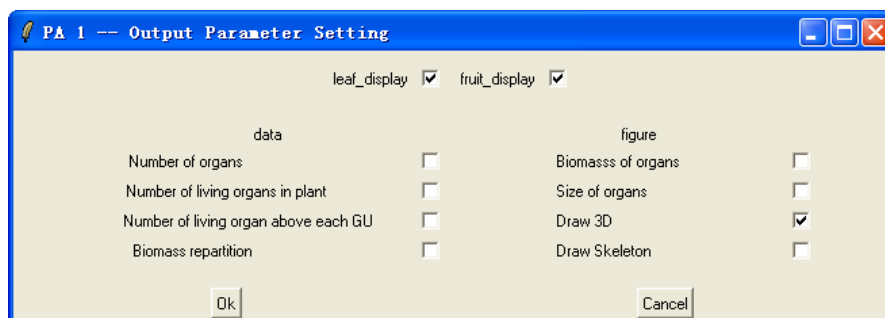 PA 1 -- Output Parameter Setting
leaf_display fruit_display
data figure
Number of organs Biomasss of organs
Number of living organs in plant Size of organs
Number of living organ above each GU Draw 3D
Biomass repartition Draw Skeleton
Ok Cancel